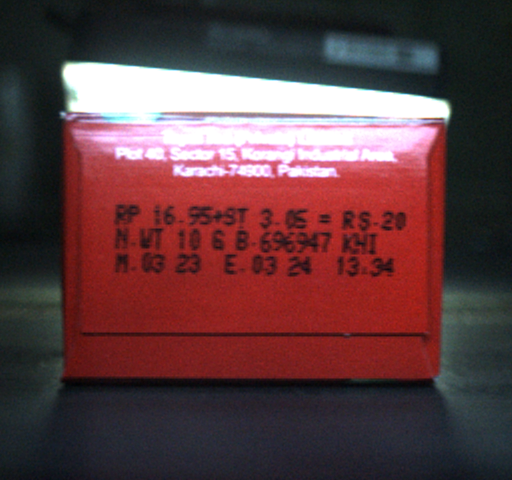 Plot 48, Sector 15, Korangi Industrial Area,
Karachi-74900, Pakistan.
RP 16.95+ST 3.05 = RS.20
N.WT 10 G B-696947 KHI
M.03 23 E.03 24 13:34